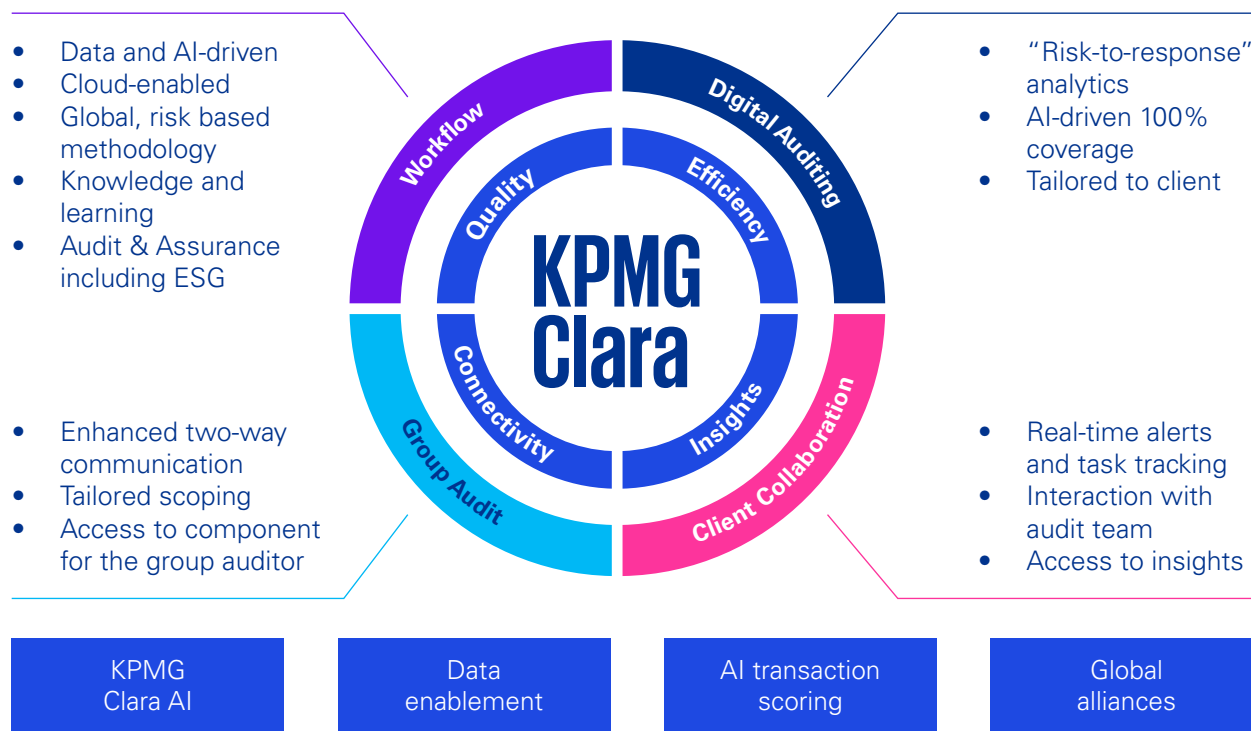 • Data and AI-driven
• Cloud-enabled
• Global, risk based
methodology
• Knowledge and
learning
• Audit & Assurance
including ESG
• “Risk-to-response”
analytics
• AI-driven 100%
coverage
• Tailored to client
Workflow
Digital Auditing
Quality
Efficiency
KPMG
Clara
Connectivity
Insights
Group Audit
Client Collaboration
• Enhanced two-way
communication
• Tailored scoping
• Access to component
for the group auditor
• Real-time alerts
and task tracking
• Interaction with
audit team
• Access to insights
KPMG
Clara AI
Data
enablement
AI transaction
scoring
Global
alliances